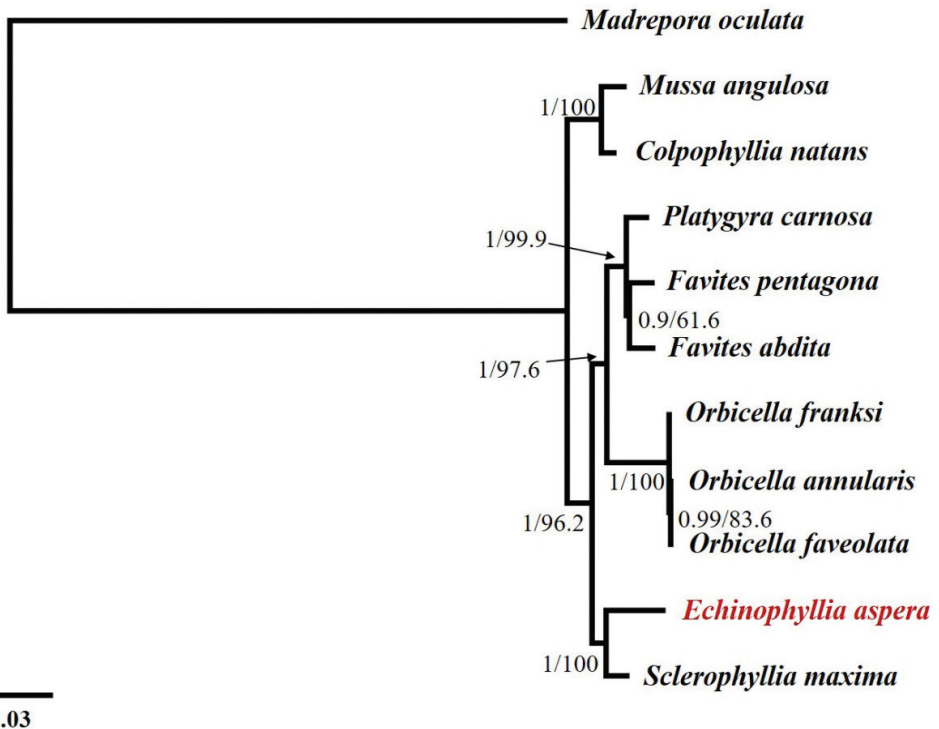 Madrepora oculata
Mussa angulosa
1/100
Colpophyllia natans
Platygyra carnosa
1/99.9
Favites pentagona
0.9/61.6
Favites abdita
1/97.6
Orbicella franksi
1/100
Orbicella annularis
0.99/83.6
1/96.2
Orbicella faveolata
Echinophyllia aspera
1/100
Sclerophyllia maxima
.03